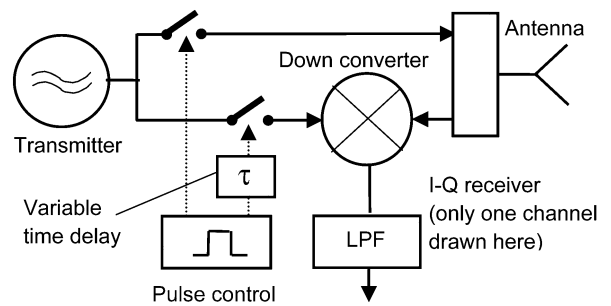 Antenna
Down converter
Transmitter
τ
Variable
time delay
I-Q receiver
(only one channel
drawn here)
LPF
Pulse control